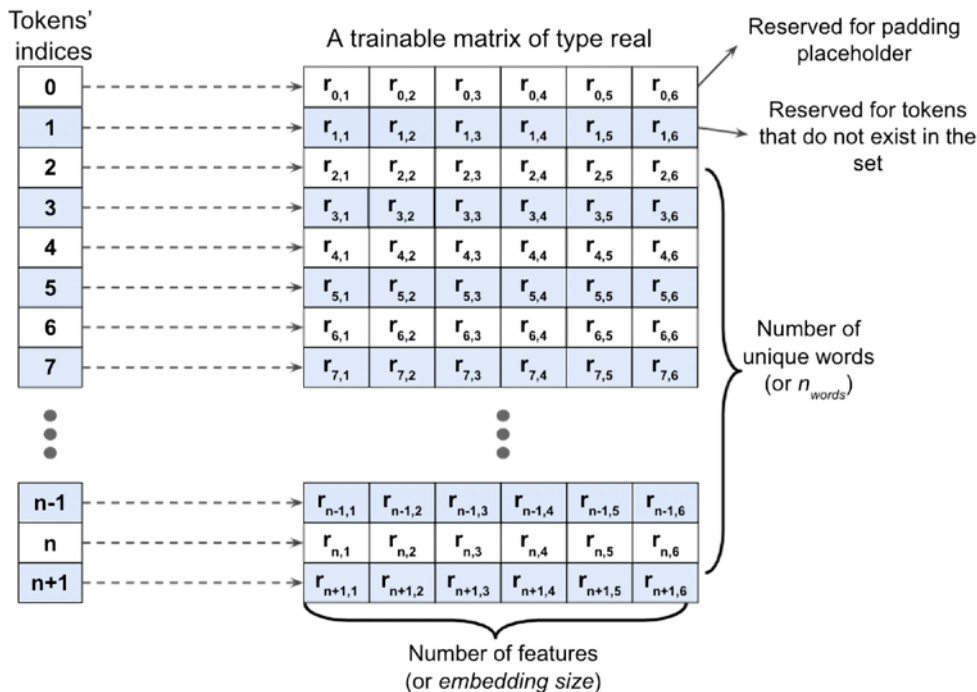 Tokens'
indices
A trainable matrix of type real
Reserved for padding
placeholder
0
r0,1 r0,2 r0,3 r0,4 r0,5 r0,6
1
r1,1 r1,2 r1,3 r1,4 r1,5 r1,6
Reserved for tokens
that do not exist in the
set
2
r2,1 r2,2 r2,3 r2,4 r2,5 r2,6
3
r3,1 r3,2 r3,3 r3,4 r3,5 r3,6
4
r4,1 r4,2 r4,3 r4,4 r4,5 r4,6
5
r5,1 r5,2 r5,3 r5,4 r5,5 r5,6
6
r6,1 r6,2 r6,3 r6,4 r6,5 r6,6
7
r7,1 r7,2 r7,3 r7,4 r7,5 r7,6
Number of
unique words
(or nwords)
n-1
rn-1,1 rn-1,2 rn-1,3 rn-1,4 rn-1,5 rn-1,6
n
rn,1 rn,2 rn,3 rn,4 rn,5 rn,6
n+1
rn+1,1 rn+1,2 rn+1,3 rn+1,4 rn+1,5 rn+1,6
Number of features
(or embedding size)